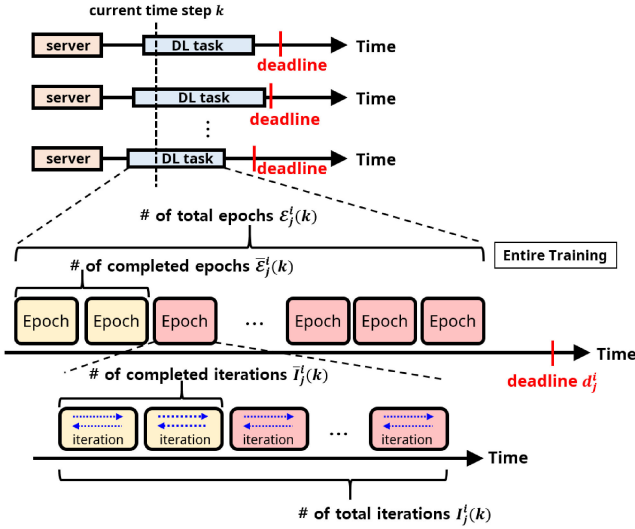 current time step k
server
DL task
Time
deadline
server
DL task
Time
deadline
⋮
server
DL task
Time
deadline
# of total epochs ℰ_j^i(k)
Entire Training
# of completed epochs ℰ̅_j^i(k)
Epoch
Epoch
Epoch
...
Epoch
Epoch
Epoch
Time
deadline d_j^i
# of completed iterations I̅_j^i(k)
iteration
iteration
iteration
...
iteration
Time
# of total iterations I_j^i(k)